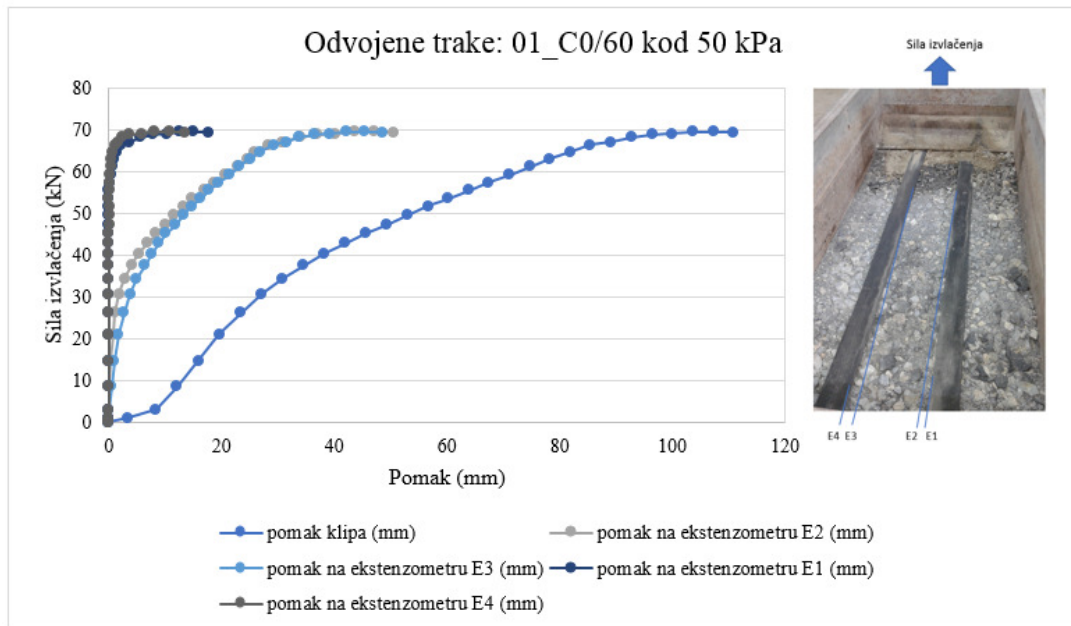 Odvojene trake: 01_C0/60 kod 50 kPa
Sila izvlačenja
Sila izvlačenja (kN)
80
70
60
50
40
30
20
10
0
0 20 40 60 80 100 120
Pomak (mm)
E4 E3 E2 E1
pomak klipa (mm) pomak na ekstenzometru E2 (mm)
pomak na ekstenzometru E3 (mm) pomak na ekstenzometru E1 (mm)
pomak na ekstenzometru E4 (mm)